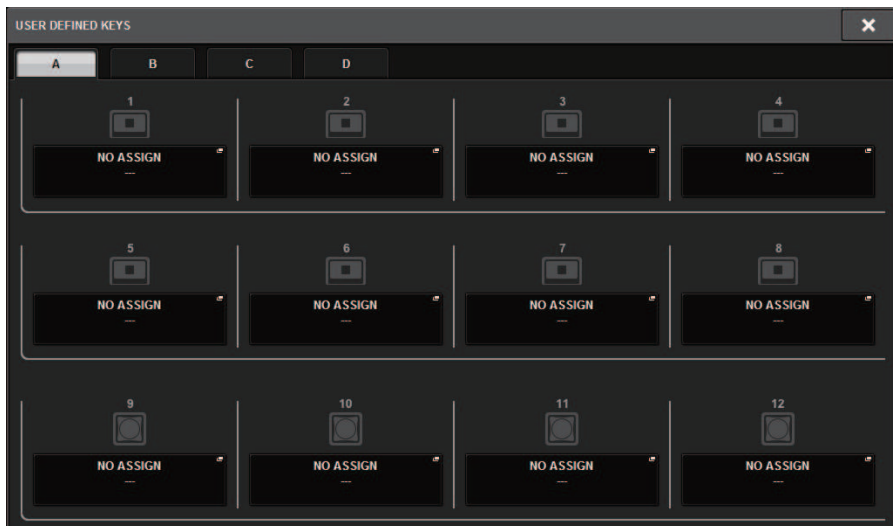 USER DEFINED KEYS
A B C D
1 2 3 4
NO ASSIGN NO ASSIGN NO ASSIGN NO ASSIGN
--- --- --- ---
5 6 7 8
NO ASSIGN NO ASSIGN NO ASSIGN NO ASSIGN
--- --- --- ---
9 10 11 12
NO ASSIGN NO ASSIGN NO ASSIGN NO ASSIGN
--- --- --- ---